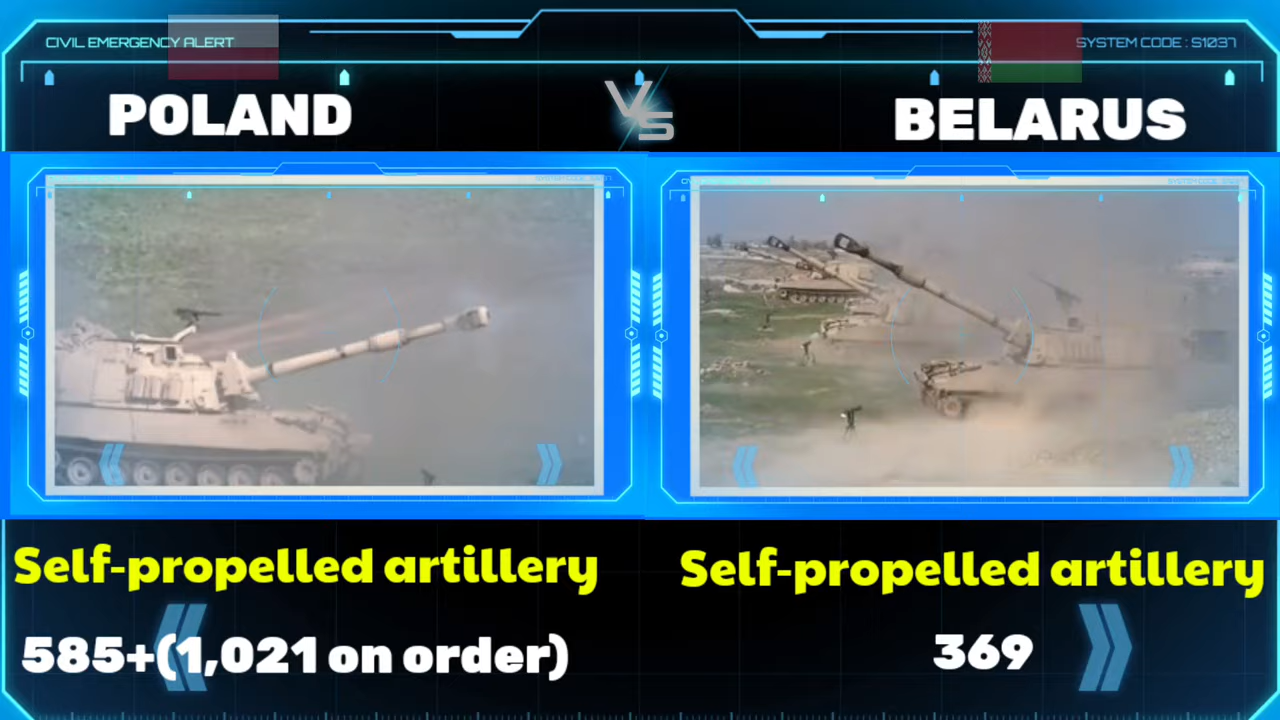 CIVIL EMERGENCY ALERT
SYSTEM CODE : S1037
POLAND
VS
BELARUS
Self-propelled artillery
Self-propelled artillery
585+(1,021 on order)
369